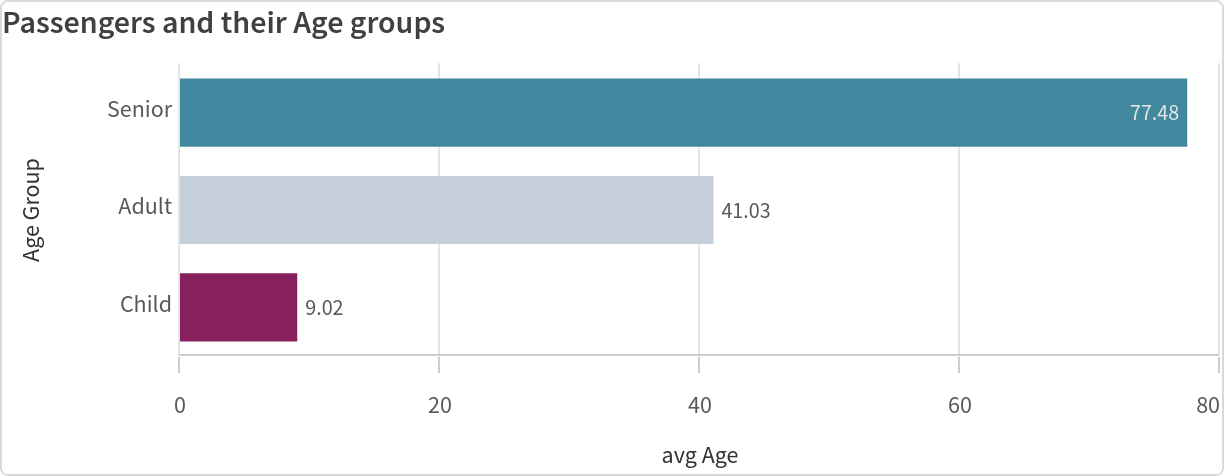 Passengers and their Age groups
Age Group
Senior
77.48
Adult
41.03
Child
9.02
0 20 40 60 80
avg Age